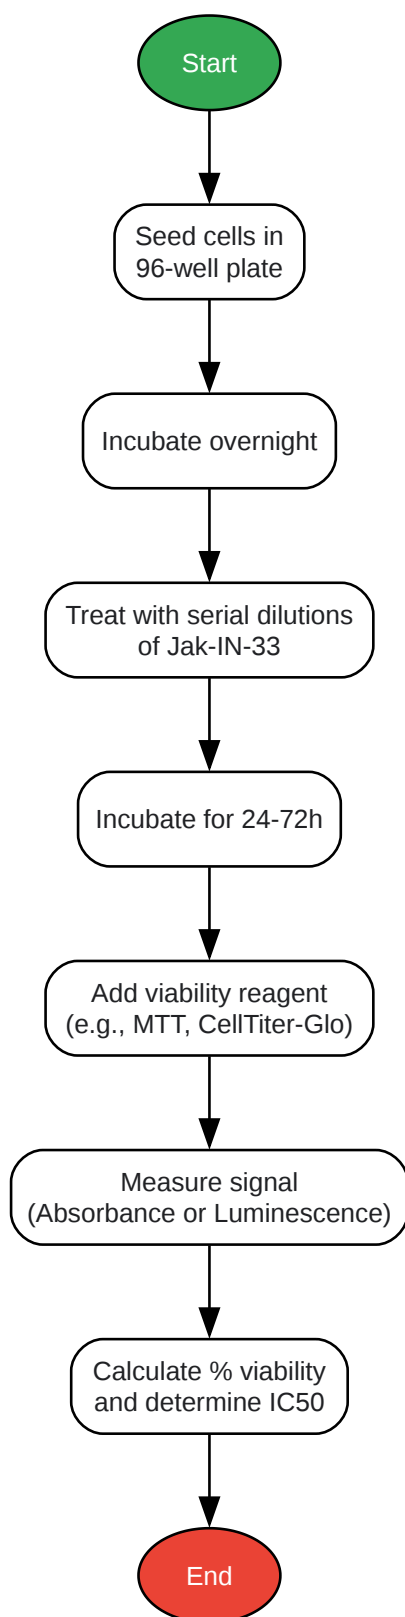 Start
Seed cells in
96-well plate
Incubate overnight
Treat with serial dilutions
of Jak-IN-33
Incubate for 24-72h
Add viability reagent
(e.g., MTT, CellTiter-Glo)
Measure signal
(Absorbance or Luminescence)
Calculate % viability
and determine IC50
End